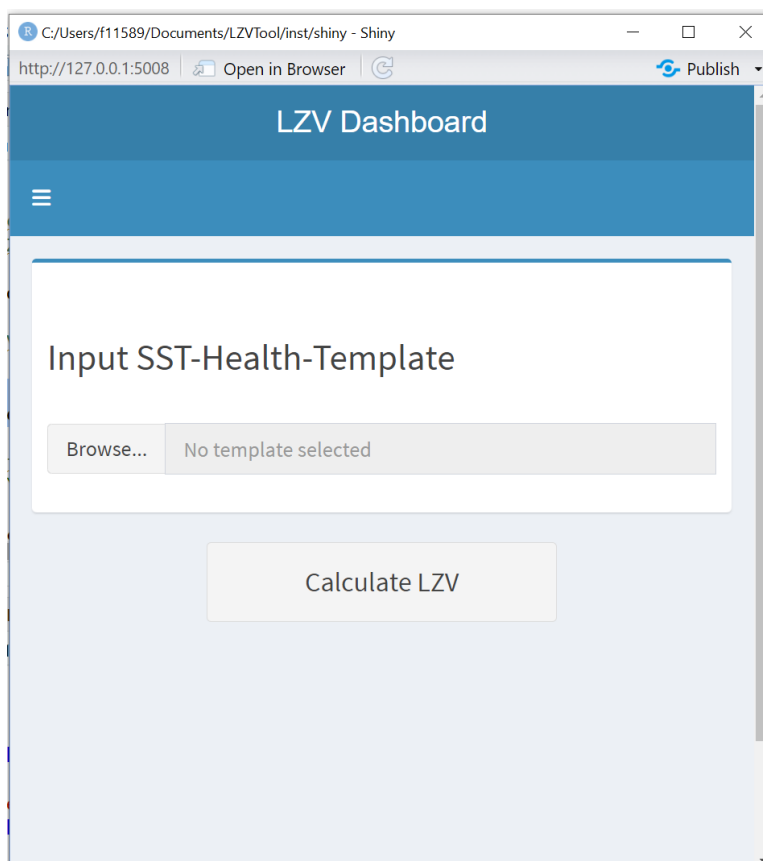 C:/Users/f11589/Documents/LZVTool/inst/shiny - Shiny
http://127.0.0.1:5008 Open in Browser Publish
LZV Dashboard
Input SST-Health-Template
Browse... No template selected
Calculate LZV